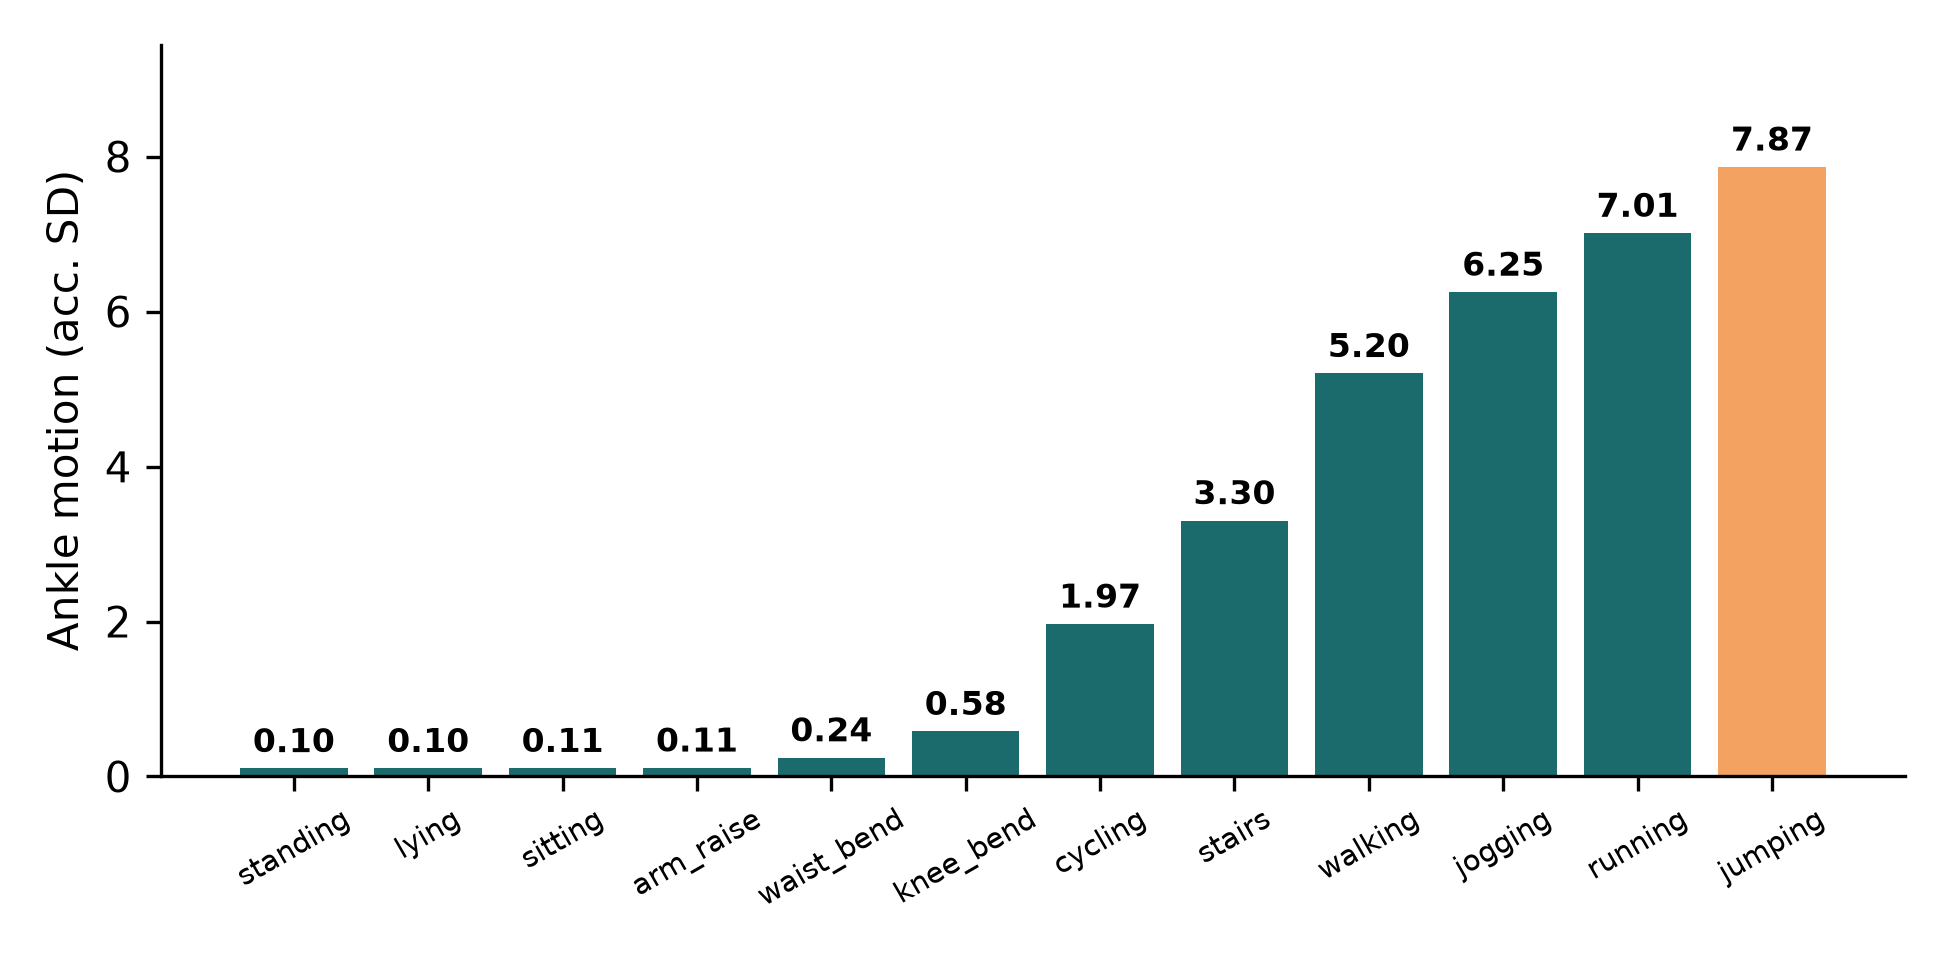 Ankle motion (acc. SD)
8
6
4
2
0
0.10
0.10
0.11
0.11
0.24
0.58
1.97
3.30
5.20
6.25
7.01
7.87
standing
lying
sitting
arm_raise
waist_bend
knee_bend
cycling
stairs
walking
jogging
running
jumping